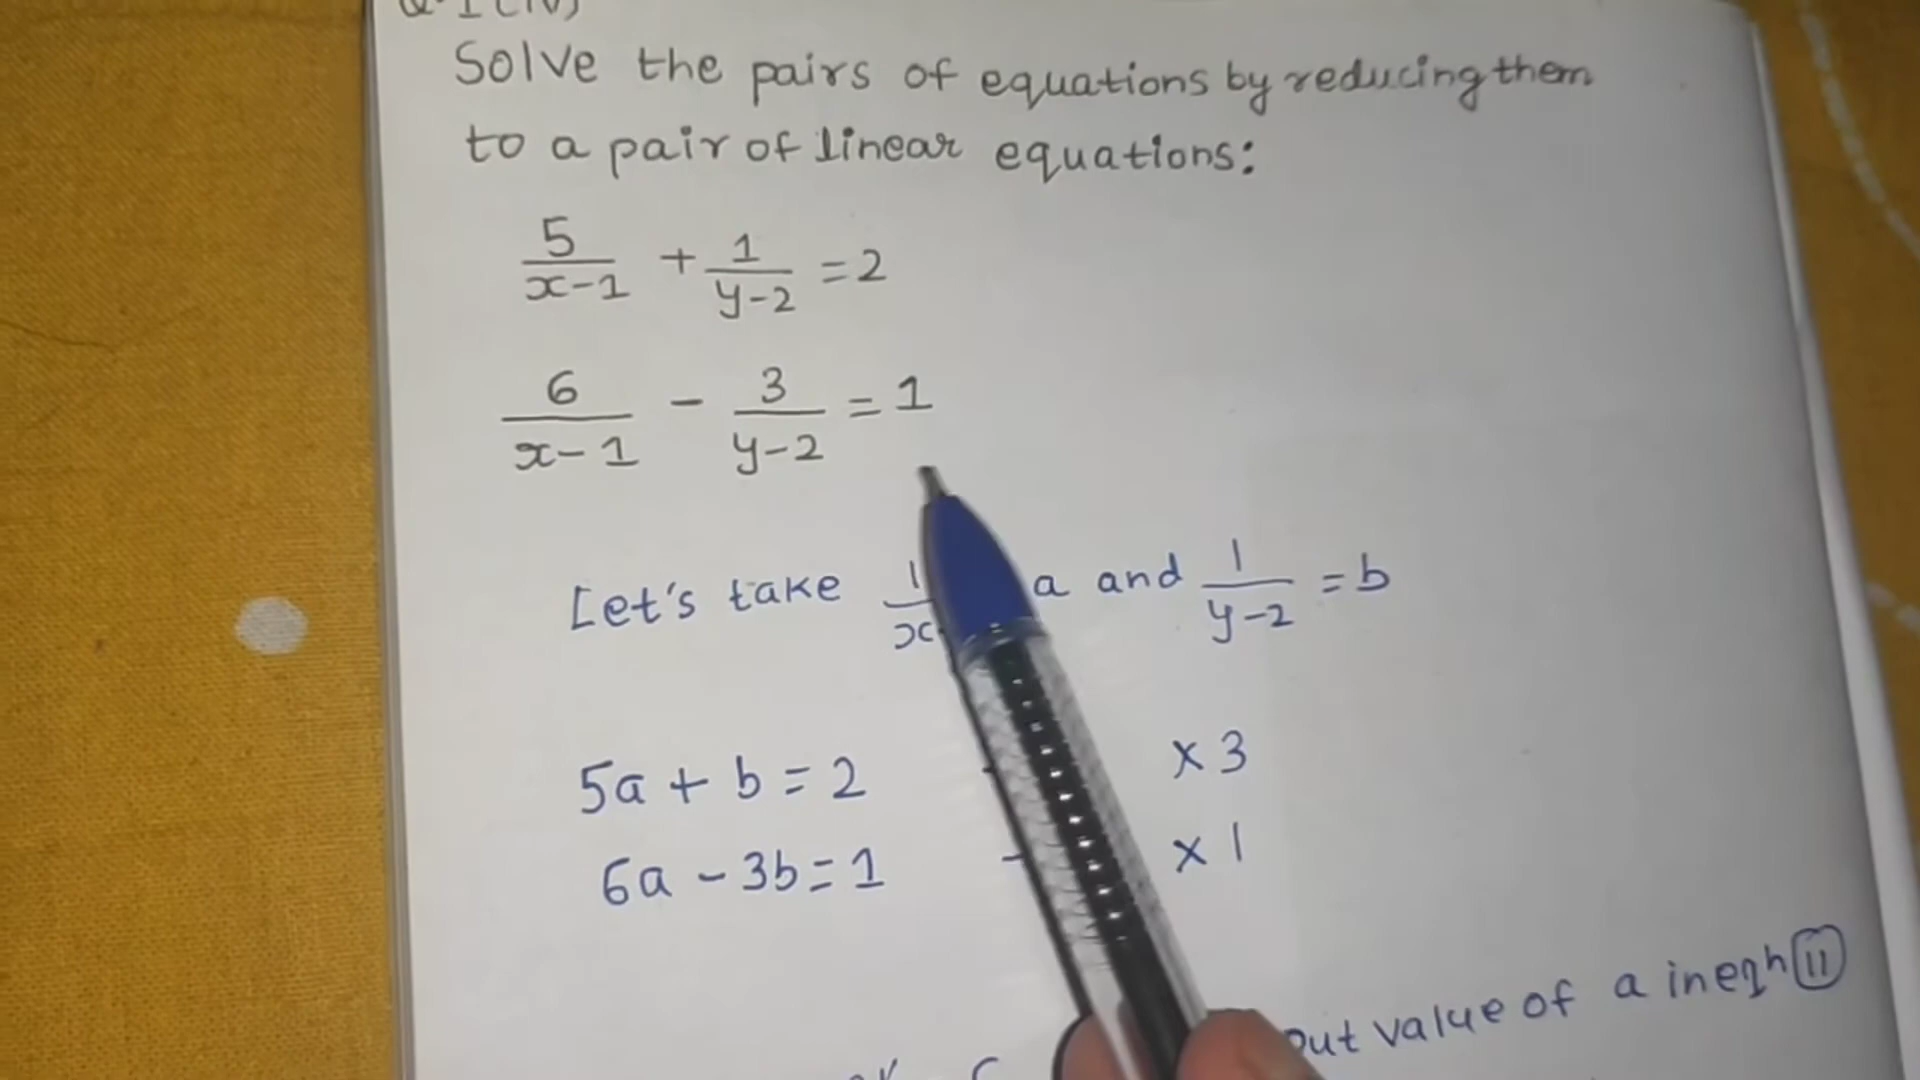 Solve the pairs of equations by reducing them
to a pair of linear equations:
5/(x-1) + 1/(y-2) = 2
6/(x-1) - 3/(y-2) = 1
Let's take 1/x a and 1/(y-2) = b
5a + b = 2 × 3
6a - 3b = 1 × 1
put value of a in eqn (ii)